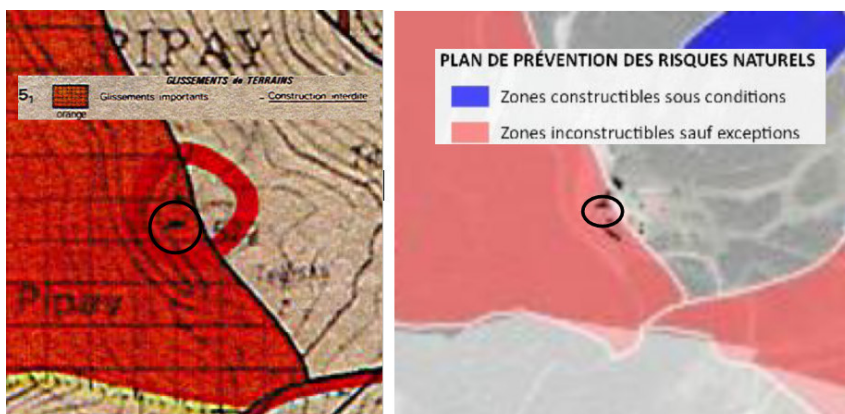 PIPAY
GLISSEMENTS de TERRAINS
5₁ Glissements importants _ Construction interdite
orange
Pipay
PLAN DE PRÉVENTION DES RISQUES NATURELS
Zones constructibles sous conditions
Zones inconstructibles sauf exceptions